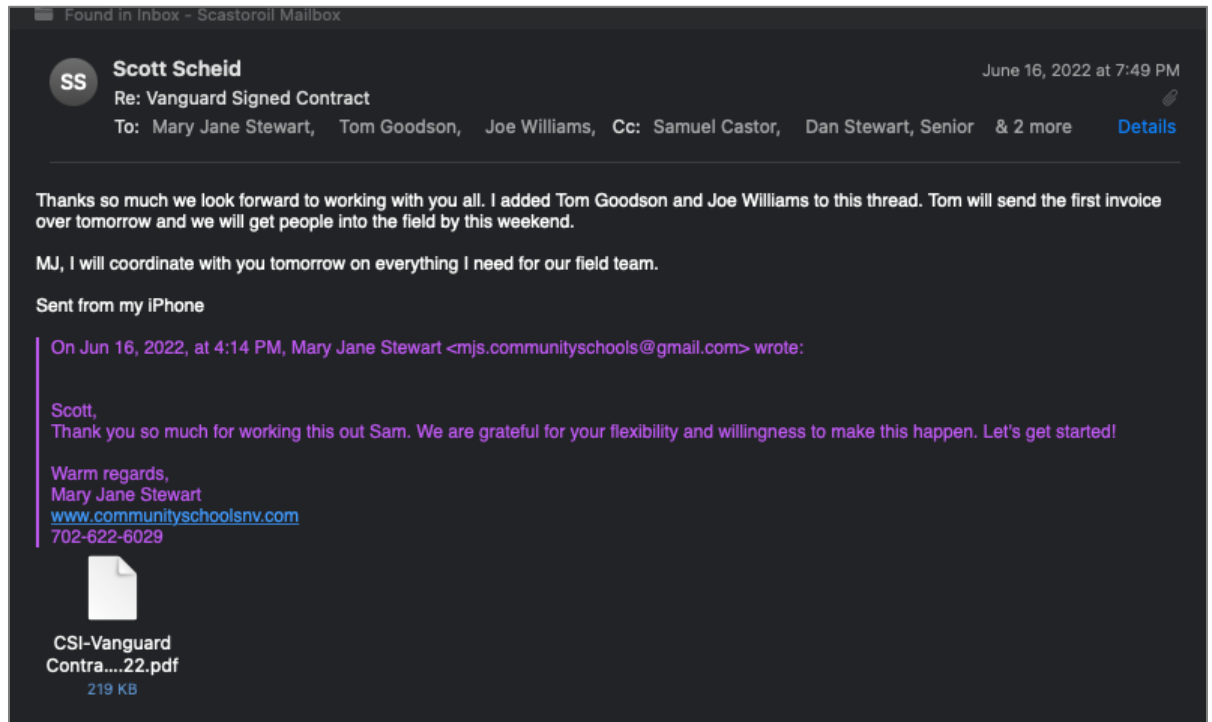 Found in Inbox - Scastoroil Mailbox
SS
Scott Scheid
June 16, 2022 at 7:49 PM
Re: Vanguard Signed Contract
To: Mary Jane Stewart, Tom Goodson, Joe Williams, Cc: Samuel Castor, Dan Stewart, Senior & 2 more Details
Thanks so much we look forward to working with you all. I added Tom Goodson and Joe Williams to this thread. Tom will send the first invoice
over tomorrow and we will get people into the field by this weekend.
MJ, I will coordinate with you tomorrow on everything I need for our field team.
Sent from my iPhone
On Jun 16, 2022, at 4:14 PM, Mary Jane Stewart <mjs.communityschools@gmail.com> wrote:
Scott,
Thank you so much for working this out Sam. We are grateful for your flexibility and willingness to make this happen. Let's get started!
Warm regards,
Mary Jane Stewart
www.communityschoolsnv.com
702-622-6029
CSI-Vanguard
Contra....22.pdf
219 KB